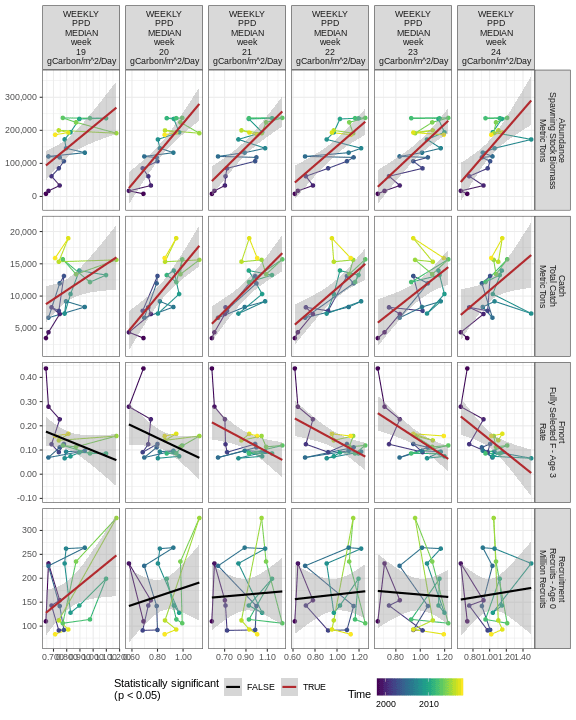 WEEKLY
PPD
MEDIAN
week
19
gCarbon/m^2/Day
WEEKLY
PPD
MEDIAN
week
20
gCarbon/m^2/Day
WEEKLY
PPD
MEDIAN
week
21
gCarbon/m^2/Day
WEEKLY
PPD
MEDIAN
week
22
gCarbon/m^2/Day
WEEKLY
PPD
MEDIAN
week
23
gCarbon/m^2/Day
WEEKLY
PPD
MEDIAN
week
24
gCarbon/m^2/Day
300,000
200,000
100,000
0
Abundance
Spawning Stock Biomass
Metric Tons
20,000
15,000
10,000
5,000
Catch
Total Catch
Metric Tons
0.40
0.30
0.20
0.10
0.00
-0.10
Fmort
Fully Selected F - Age 3
Rate
300
250
200
150
100
Recruitment
Recruits - Age 0
Million Recruits
0.80 1.00
0.70 0.90 1.10
0.60 0.80 1.00 1.20
0.80 1.00 1.20
0.80 1.00 1.20 1.40
Statistically significant
(p < 0.05)
FALSE
TRUE
Time
2000 2010